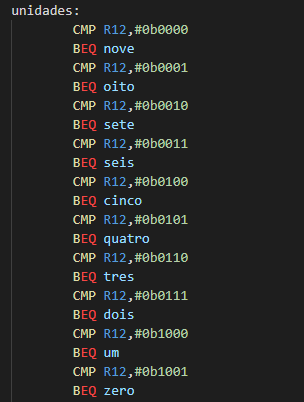 unidades:
CMP R12,#0b0000
BEQ nove
CMP R12,#0b0001
BEQ oito
CMP R12,#0b0010
BEQ sete
CMP R12,#0b0011
BEQ seis
CMP R12,#0b0100
BEQ cinco
CMP R12,#0b0101
BEQ quatro
CMP R12,#0b0110
BEQ tres
CMP R12,#0b0111
BEQ dois
CMP R12,#0b1000
BEQ um
CMP R12,#0b1001
BEQ zero